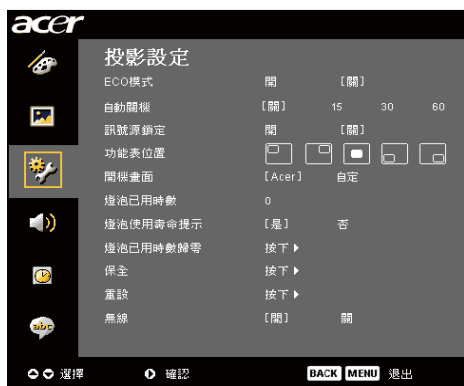 acer
投影設定
ECO模式 開 [關]
自動關機 [關] 15 30 60
訊號源鎖定 開 [關]
功能表位置
開機畫面 [Acer] 自定
燈泡已用時數 0
燈泡使用壽命提示 [是] 否
燈泡已用時數歸零 按下
保全 按下
重設 按下
無線 [開] 關
abc
選擇 確認 BACK MENU 退出